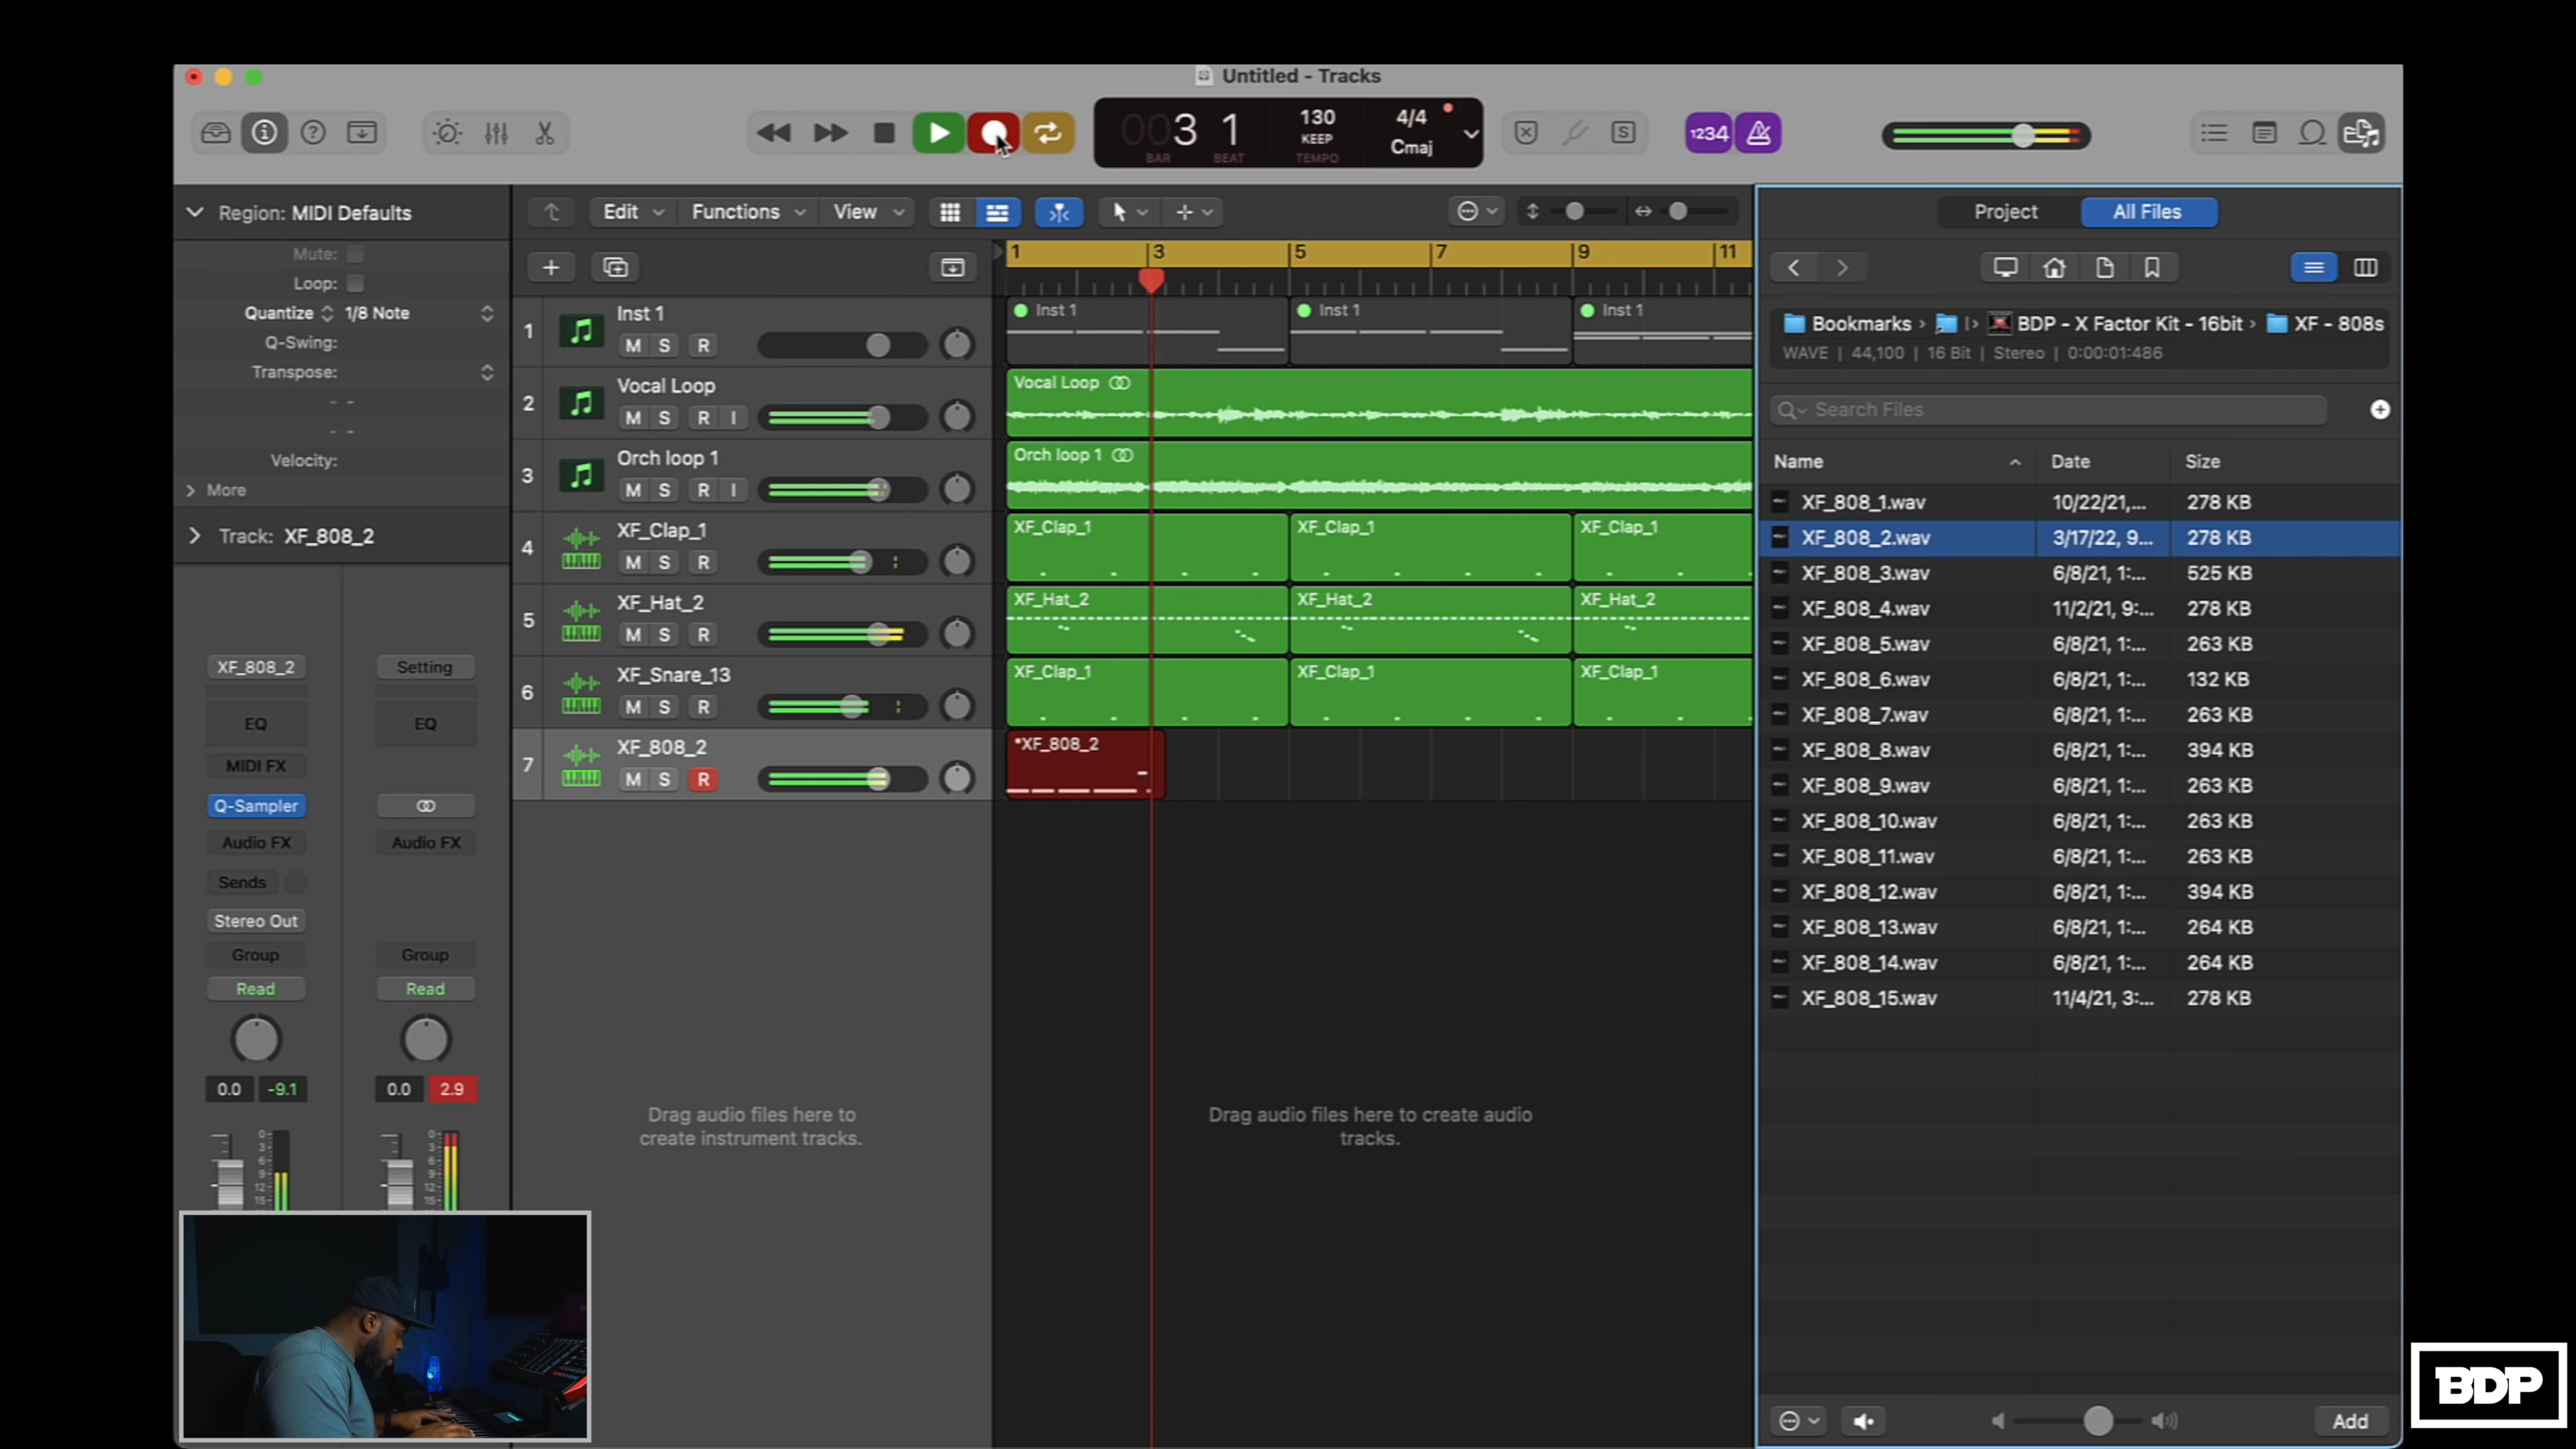 Untitled - Tracks
003 1
BAR BEAT
130
KEEP
TEMPO
4/4
Cmaj
S
1234
Region: MIDI Defaults
Mute:
Loop:
Quantize 1/8 Note
Q-Swing:
Transpose:
- -
- -
Velocity:
More
Track: XF_808_2
Edit Functions View
1 3 5 7 9 11
1 Inst 1
M S R
Inst 1 Inst 1 Inst 1
2 Vocal Loop
M S R I
Vocal Loop
3 Orch loop 1
M S R I
Orch loop 1
4 XF_Clap_1
M S R
XF_Clap_1 XF_Clap_1 XF_Clap_1
5 XF_Hat_2
M S R
XF_Hat_2 XF_Hat_2 XF_Hat_2
6 XF_Snare_13
M S R
XF_Clap_1 XF_Clap_1 XF_Clap_1
7 XF_808_2
M S R
*XF_808_2
Drag audio files here to
create instrument tracks.
Drag audio files here to create audio
tracks.
XF_808_2 Setting
EQ EQ
MIDI FX
Q-Sampler
Audio FX Audio FX
Sends
Stereo Out
Group Group
Read Read
0.0 -9.1 0.0 2.9
0 0
3 3
6 6
9 9
12 12
15 15
Project All Files
Bookmarks › › BDP - X Factor Kit - 16bit › XF - 808s
WAVE | 44,100 | 16 Bit | Stereo | 0:00:01:486
Search Files
Name Date Size
XF_808_1.wav 10/22/21,... 278 KB
XF_808_2.wav 3/17/22, 9... 278 KB
XF_808_3.wav 6/8/21, 1:... 525 KB
XF_808_4.wav 11/2/21, 9:... 278 KB
XF_808_5.wav 6/8/21, 1:... 263 KB
XF_808_6.wav 6/8/21, 1:... 132 KB
XF_808_7.wav 6/8/21, 1:... 263 KB
XF_808_8.wav 6/8/21, 1:... 394 KB
XF_808_9.wav 6/8/21, 1:... 263 KB
XF_808_10.wav 6/8/21, 1:... 263 KB
XF_808_11.wav 6/8/21, 1:... 263 KB
XF_808_12.wav 6/8/21, 1:... 394 KB
XF_808_13.wav 6/8/21, 1:... 264 KB
XF_808_14.wav 6/8/21, 1:... 264 KB
XF_808_15.wav 11/4/21, 3:... 278 KB
Add
BDP